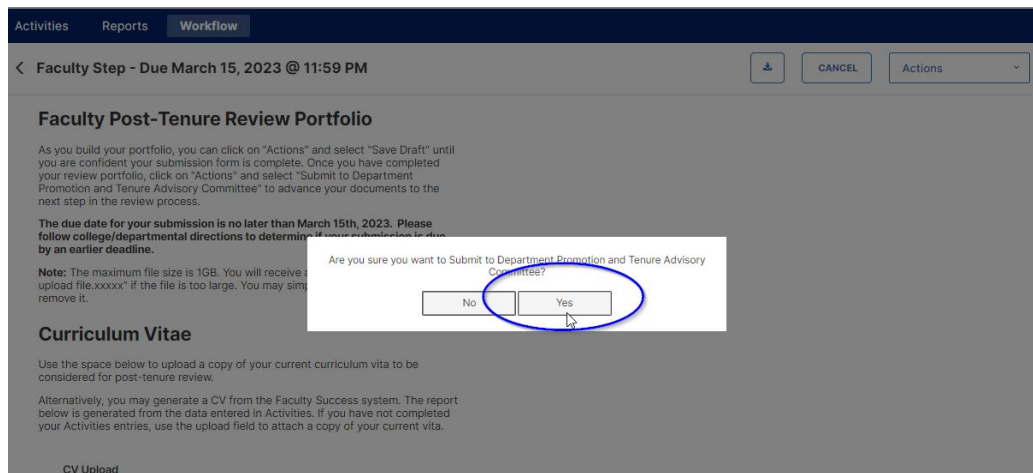 Activities Reports Workflow
Faculty Step - Due March 15, 2023 @ 11:59 PM
CANCEL Actions
Faculty Post-Tenure Review Portfolio
As you build your portfolio, you can click on "Actions" and select "Save Draft" until
you are confident your submission form is complete. Once you have completed
your review portfolio, click on "Actions" and select "Submit to Department
Promotion and Tenure Advisory Committee" to advance your documents to the
next step in the review process.
The due date for your submission is no later than March 15th, 2023. Please
follow college/departmental directions to determine if your submission is due
by an earlier deadline.
Note: The maximum file size is 1GB. You will receive
upload file.xxxxx" if the file is too large. You may
remove it.
Are you sure you want to Submit to Department Promotion and Tenure Advisory
Committee?
No Yes
Curriculum Vitae
Use the space below to upload a copy of your current curriculum vita to be
considered for post-tenure review.
Alternatively, you may generate a CV from the Faculty Success system. The report
below is generated from the data entered in Activities. If you have not completed
your Activities entries, use the upload field to attach a copy of your current vita.
CV Upload